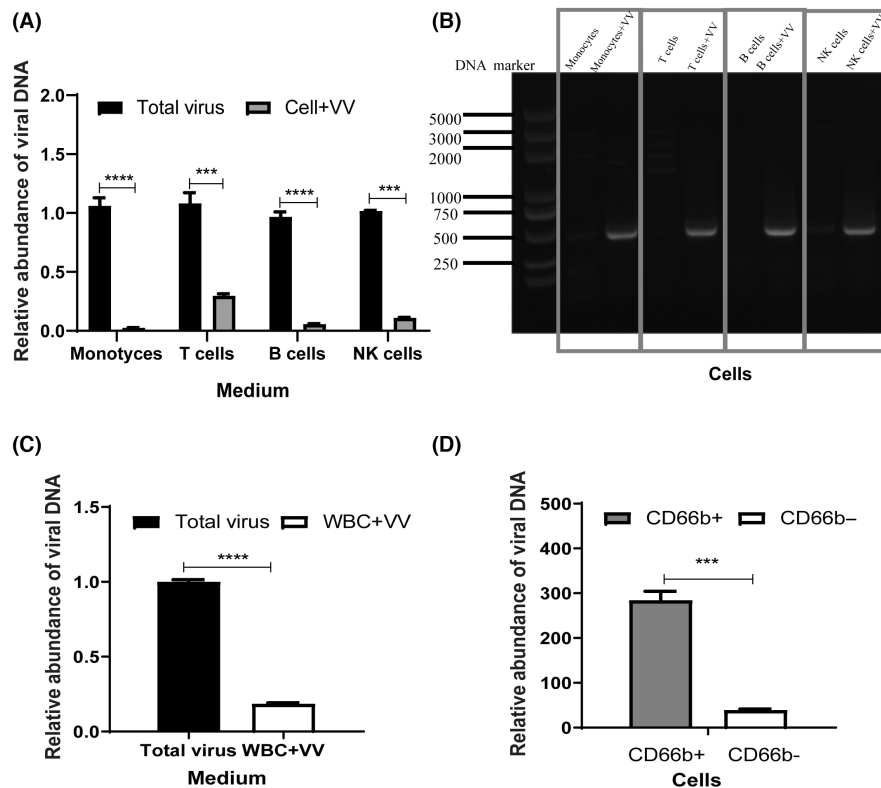 (A)
Relative abundance of viral DNA
Total virus
Cell+VV
2.0
1.5
1.0
0.5
0.0
****
***
****
***
Monotyces
T cells
B cells
NK cells
Medium
(B)
DNA marker
Monocytes
Monocytes+VV
T cells
T cells+VV
B cells
B cells+VV
NK cells
NK cells+VV
5000
3000
2000
1000
750
500
250
Cells
(C)
Relative abundance of viral DNA
Total virus
WBC+VV
1.5
1.0
0.5
0.0
****
Total virus WBC+VV
Medium
(D)
Relative abundance of viral DNA
CD66b+
CD66b–
500
400
300
200
100
50
0
***
CD66b+
CD66b-
Cells